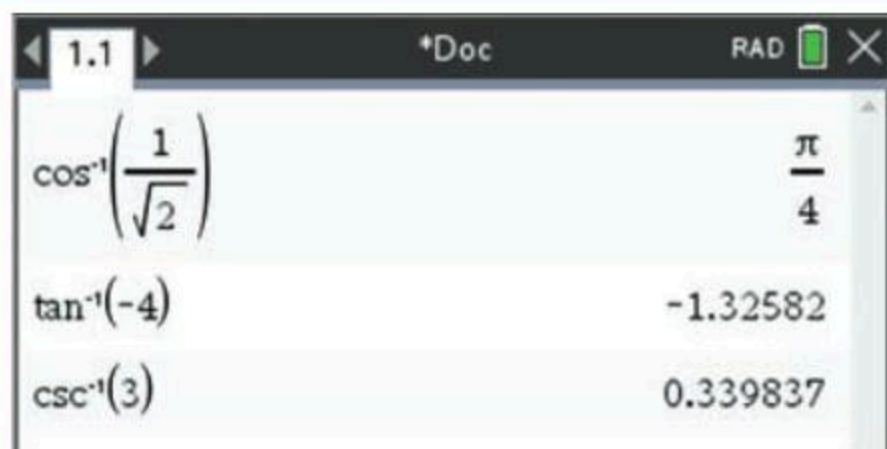 1.1 *Doc RAD
cos⁻¹(1/√2) π/4
tan⁻¹(-4) -1.32582
csc⁻¹(3) 0.339837